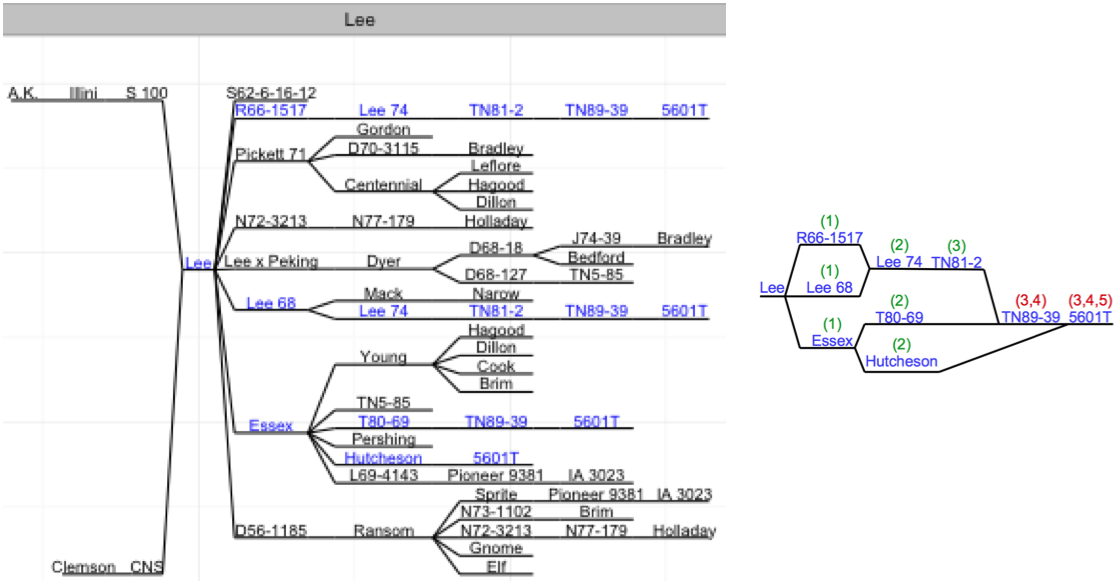 Lee
A.K. Illini S 100
S62-6-16-12
R66-1517 Lee 74 TN81-2 TN89-39 5601T
Gordon
D70-3115 Bradley
Pickett 71
Leflore
Centennial Hagood
Dillon
N72-3213 N77-179 Holladay
J74-39 Bradley
D68-18
Bedford
Lee Lee x Peking Dyer
D68-127 TN5-85
Mack Narow
Lee 68
Lee 74 TN81-2 TN89-39 5601T
Hagood
Dillon
Young
Cook
Brim
TN5-85
T80-69 TN89-39 5601T
Essex
Pershing
Hutcheson 5601T
L69-4143 Pioneer 9381 IA 3023
Sprite Pioneer 9381 IA 3023
N73-1102 Brim
D56-1185 Ransom N72-3213 N77-179 Holladay
Gnome
Elf
Clemson CNS
(1)
R66-1517
(2) (3)
Lee 74 TN81-2
(1)
Lee Lee 68
(2) (3,4) (3,4,5)
T80-69 TN89-39 5601T
(1)
Essex
(2)
Hutcheson